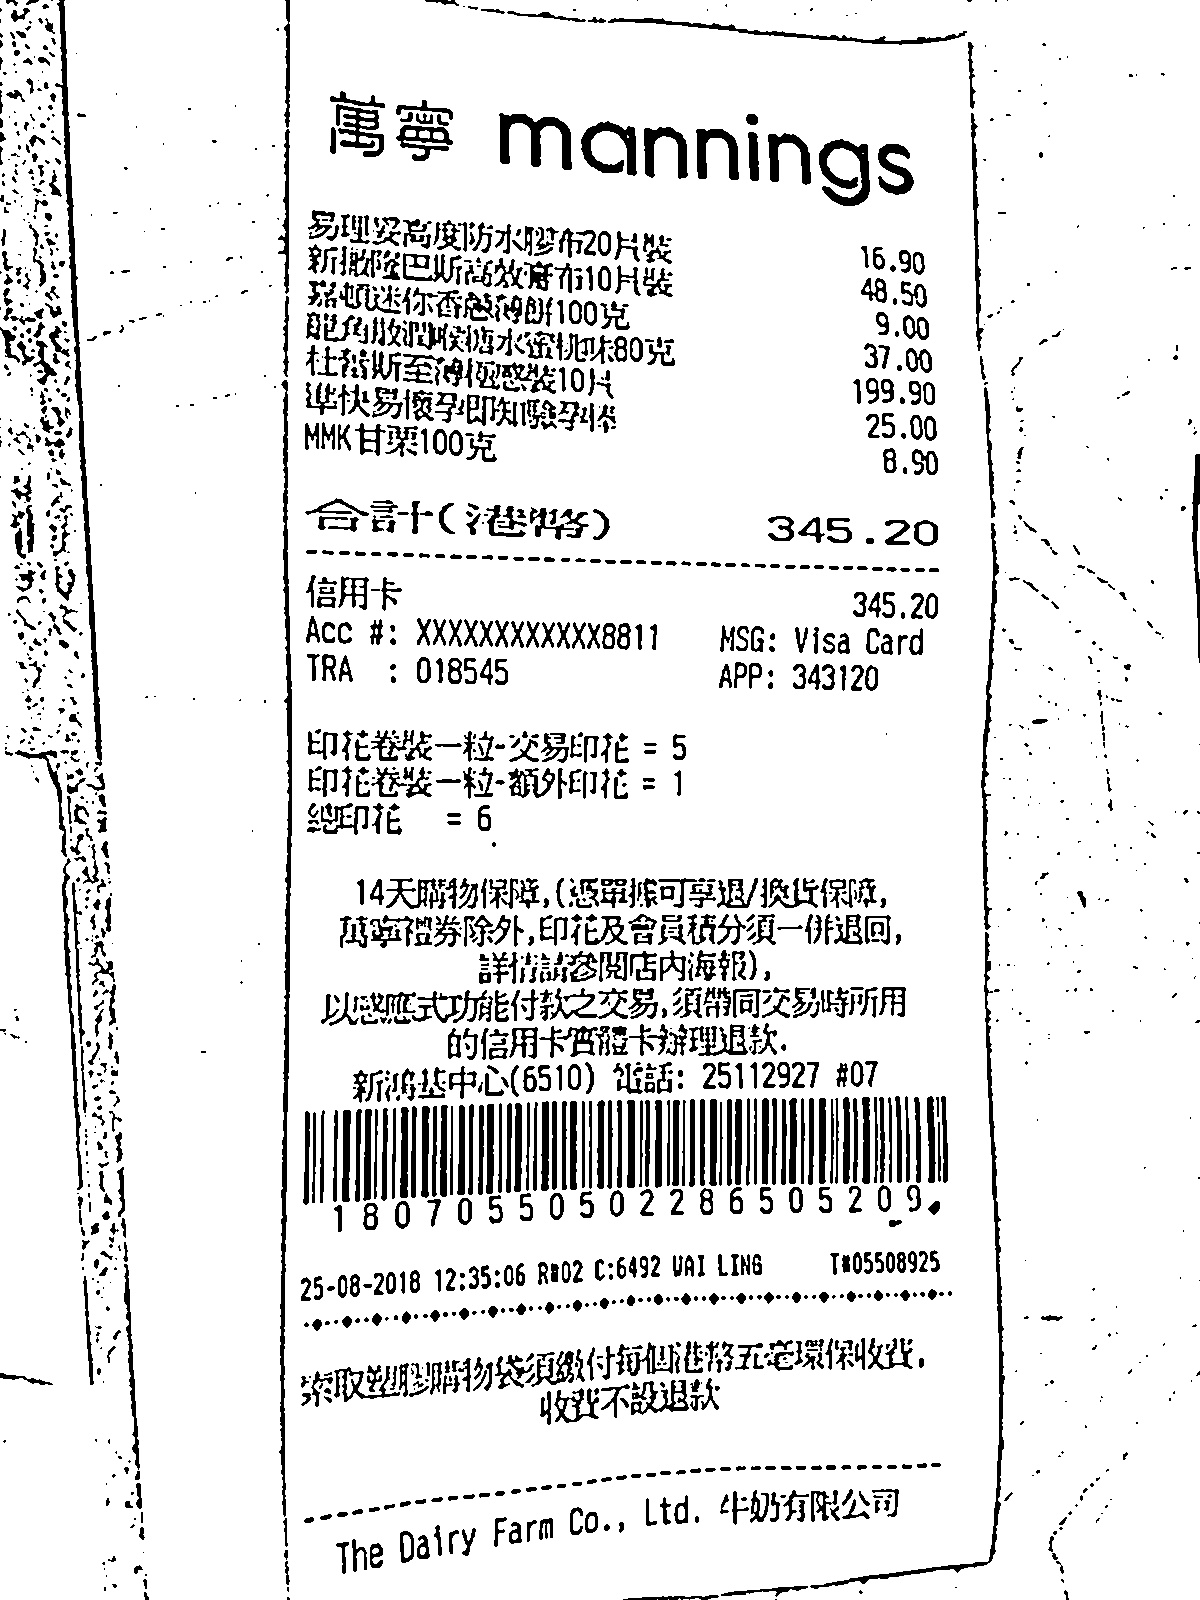 萬寧 mannings
易理妥高度防水膠布20片裝 16.90
新撒隆巴斯高效膏布10片裝 48.50
嘉頓迷你香蔥薄餅100克 9.00
龍角散潤喉糖水蜜桃味80克 37.00
杜蕾斯至薄極感裝10片 199.90
準快易懷孕即知驗孕棒 25.00
MMK甘栗100克 8.90
合計(港幣) 345.20
信用卡 345.20
Acc #: XXXXXXXXXXXX8811 MSG: Visa Card
TRA : 018545 APP: 343120
印花卷裝一粒-交易印花 = 5
印花卷裝一粒-額外印花 = 1
總印花 = 6
14天購物保障,(憑單據可享退/換貨保障,
萬寧禮券除外,印花及會員積分須一併退回,
詳情請參閱店內海報),
以感應式功能付款之交易,須帶同交易時所用
的信用卡實體卡辦理退款.
新鴻基中心(6510) 電話: 25112927 #07
180705505022865052 09
25-08-2018 12:35:06 R#02 C:6492 WAI LING T#05508925
索取塑膠購物袋須繳付每個港幣五毫環保收費,
收費不設退款
The Dairy Farm Co., Ltd. 牛奶有限公司